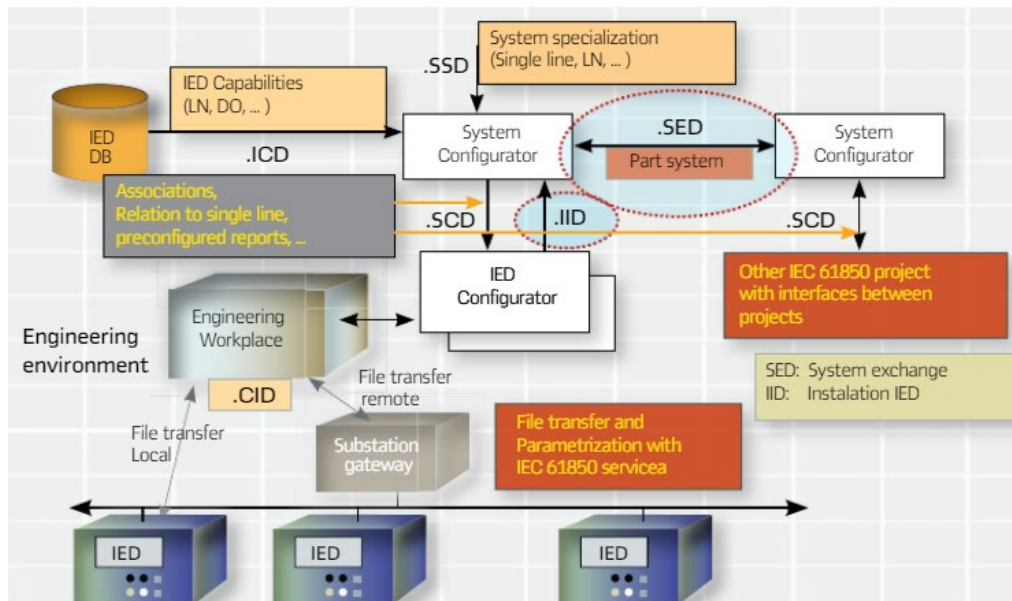 System specialization
(Single line, LN, ... )
.SSD
IED Capabilities
(LN, DO, ... )
IED
DB
.ICD
System
Configurator
.SED
Part system
System
Configurator
Associations,
Relation to single line,
preconfigured reports, ...
.SCD
.IID
.SCD
IED
Configurator
Other IEC 61850 project
with interfaces between
projects
Engineering
Workplace
Engineering
environment
SED: System exchange
IID: Instalation IED
.CID
File transfer
remote
File transfer
Local
Substation
gateway
File transfer and
Parametrization with
IEC 61850 servicea
IED
IED
IED